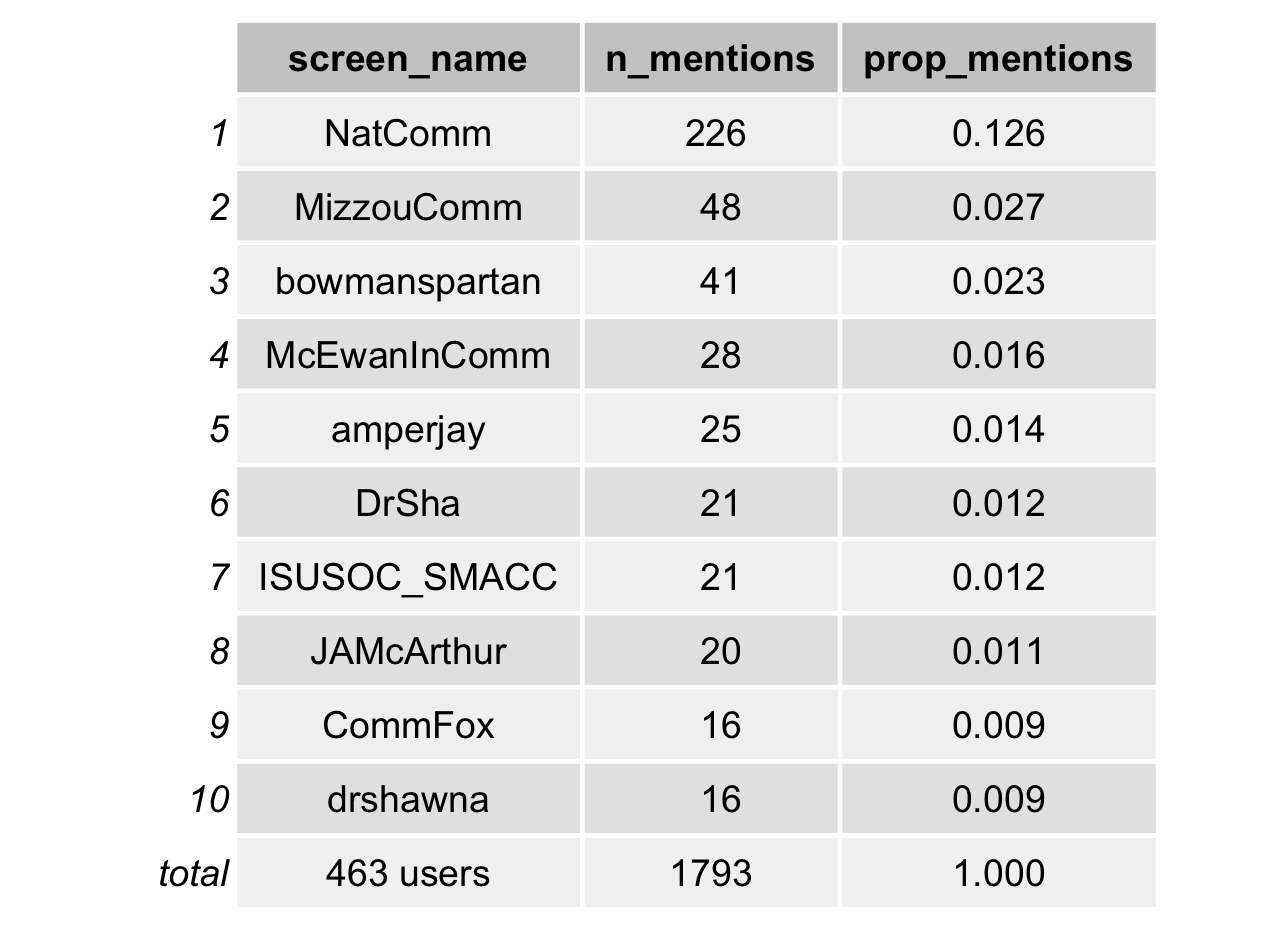 screen_name n_mentions prop_mentions
1 NatComm 226 0.126
2 MizzouComm 48 0.027
3 bowmanspartan 41 0.023
4 McEwanInComm 28 0.016
5 amperjay 25 0.014
6 DrSha 21 0.012
7 ISUSOC_SMACC 21 0.012
8 JAMcArthur 20 0.011
9 CommFox 16 0.009
10 drshawna 16 0.009
total 463 users 1793 1.000